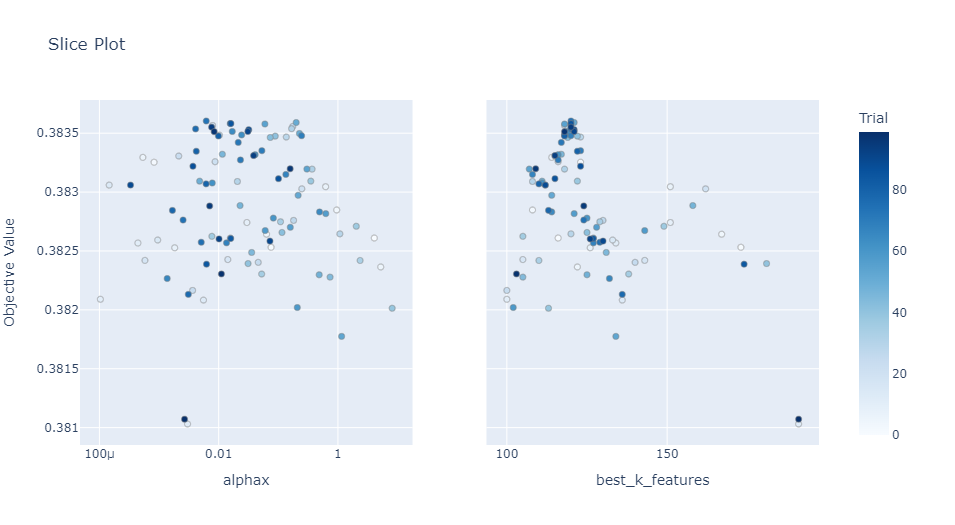 Slice Plot
Trial
0.3835
0.383
0.3825
0.382
0.3815
0.381
Objective Value
100μ
0.01
1
alphax
100
150
best_k_features
80
60
40
20
0